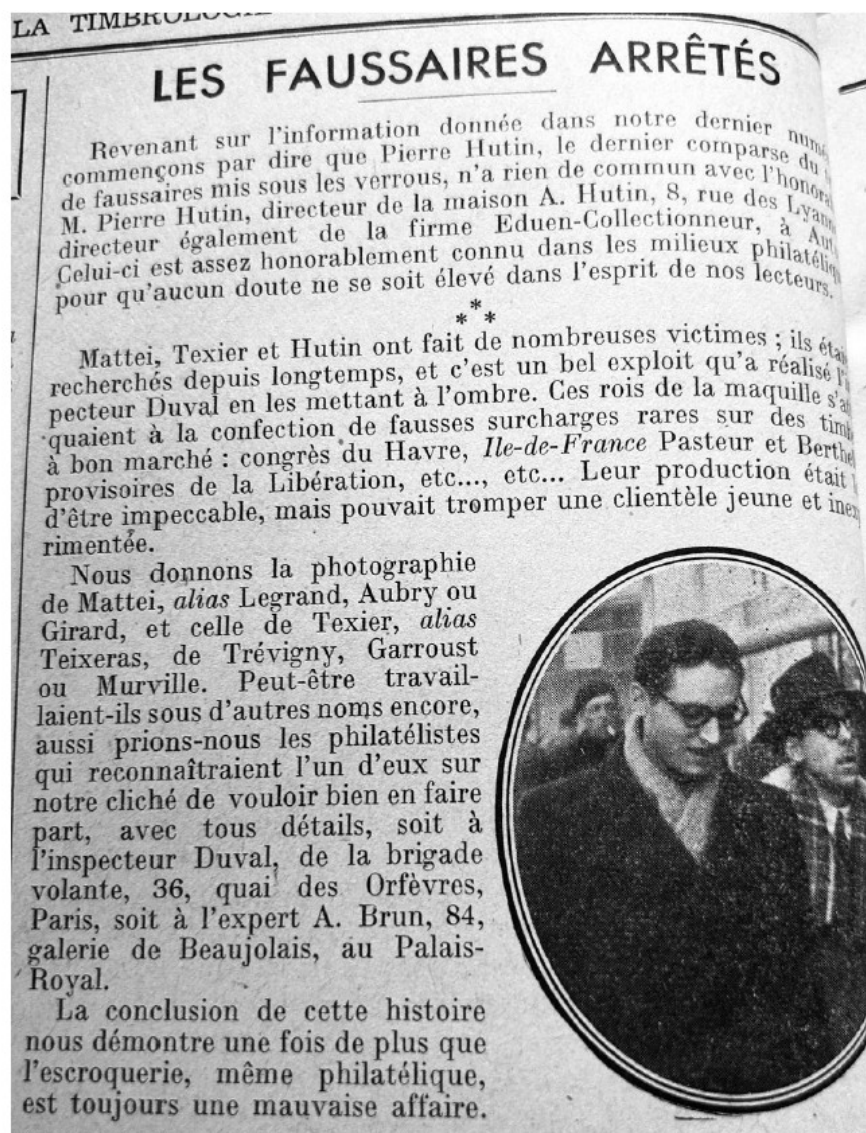 LA TIMBROLOGIE
LES FAUSSAIRES ARRÊTÉS
Revenant sur l'information donnée dans notre dernier numé
commençons par dire que Pierre Hutin, le dernier comparse du
de faussaires mis sous les verrous, n'a rien de commun avec l'honora
M. Pierre Hutin, directeur de la maison A. Hutin, 8, rue des Lyann
directeur également de la firme Eduen-Collectionneur, à Aut
Celui-ci est assez honorablement connu dans les milieux philatéliq
pour qu'aucun doute ne se soit élevé dans l'esprit de nos lecteurs.
* * *
Mattei, Texier et Hutin ont fait de nombreuses victimes ; ils étai
recherchés depuis longtemps, et c'est un bel exploit qu'a réalisé l'i
pecteur Duval en les mettant à l'ombre. Ces rois de la maquille s'at
quaient à la confection de fausses surcharges rares sur des timb
à bon marché : congrès du Havre, Ile-de-France Pasteur et Berthel
provisoires de la Libération, etc..., etc... Leur production était l
d'être impeccable, mais pouvait tromper une clientèle jeune et inex
rimentée.
Nous donnons la photographie
de Mattei, alias Legrand, Aubry ou
Girard, et celle de Texier, alias
Teixeras, de Trévigny, Garroust
ou Murville. Peut-être travail-
laient-ils sous d'autres noms encore,
aussi prions-nous les philatélistes
qui reconnaîtraient l'un d'eux sur
notre cliché de vouloir bien en faire
part, avec tous détails, soit à
l'inspecteur Duval, de la brigade
volante, 36, quai des Orfèvres,
Paris, soit à l'expert A. Brun, 84,
galerie de Beaujolais, au Palais-
Royal.
La conclusion de cette histoire
nous démontre une fois de plus que
l'escroquerie, même philatélique,
est toujours une mauvaise affaire.